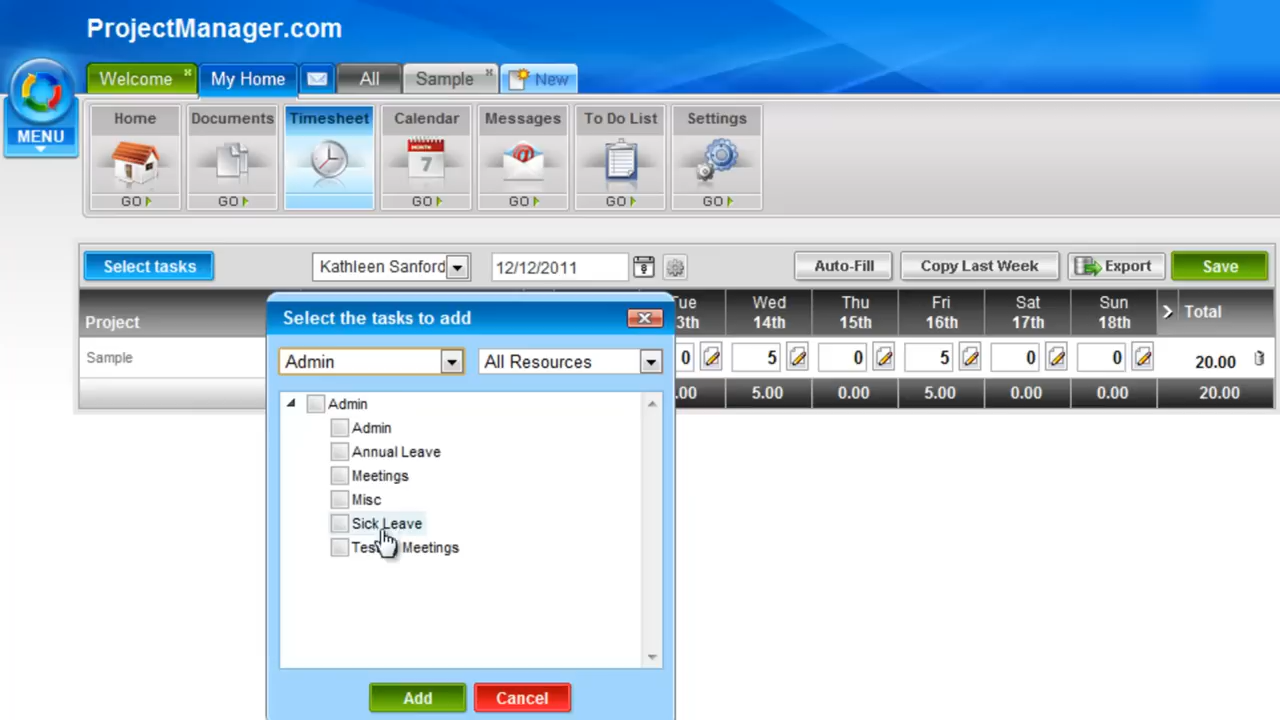 ProjectManager.com
Welcome My Home All Sample New
MENU
Home Documents Timesheet Calendar Messages To Do List Settings
MONTH
7
GO GO GO GO GO GO
Select tasks Kathleen Sanford 12/12/2011 Auto-Fill Copy Last Week Export Save
Select the tasks to add
Project Wed Thu Fri Sat Sun Total
14th 15th 16th 17th 18th
Sample 0 5 0 5 0 0 20.00
Admin All Resources
.00 5.00 0.00 5.00 0.00 0.00 20.00
Admin
Admin
Annual Leave
Meetings
Misc
Sick Leave
Meetings
Add Cancel